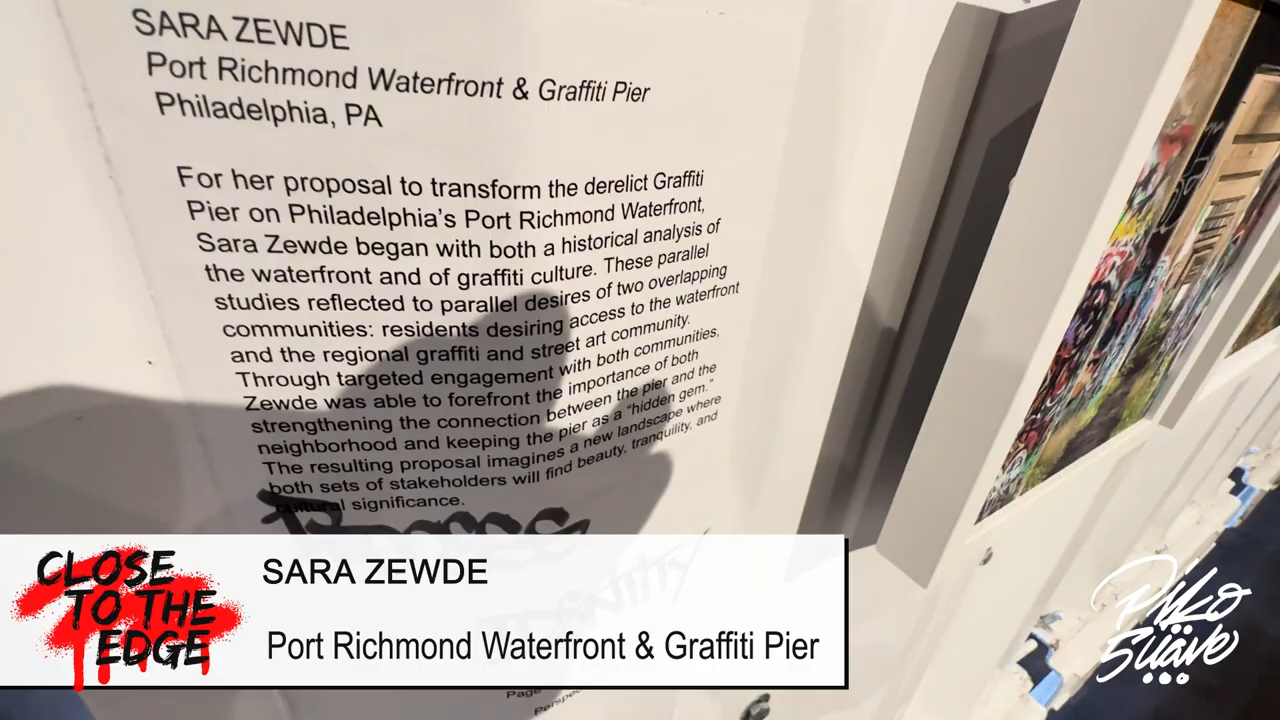 SARA ZEWDE
Port Richmond Waterfront & Graffiti Pier
Philadelphia, PA
For her proposal to transform the derelict Graffiti
Pier on Philadelphia's Port Richmond Waterfront,
Sara Zewde began with both a historical analysis of
the waterfront and of graffiti culture. These parallel
studies reflected to parallel desires of two overlapping
communities: residents desiring access to the waterfront
and the regional graffiti and street art community.
Through targeted engagement with both communities,
Zewde was able to forefront the importance of both
strengthening the connection between the pier and the
neighborhood and keeping the pier as a "hidden gem."
The resulting proposal imagines a new landscape where
both sets of stakeholders will find beauty, tranquility, and
cultural significance.
CLOSE
TO THE
EDGE
SARA ZEWDE
Port Richmond Waterfront & Graffiti Pier
Piko
Suave